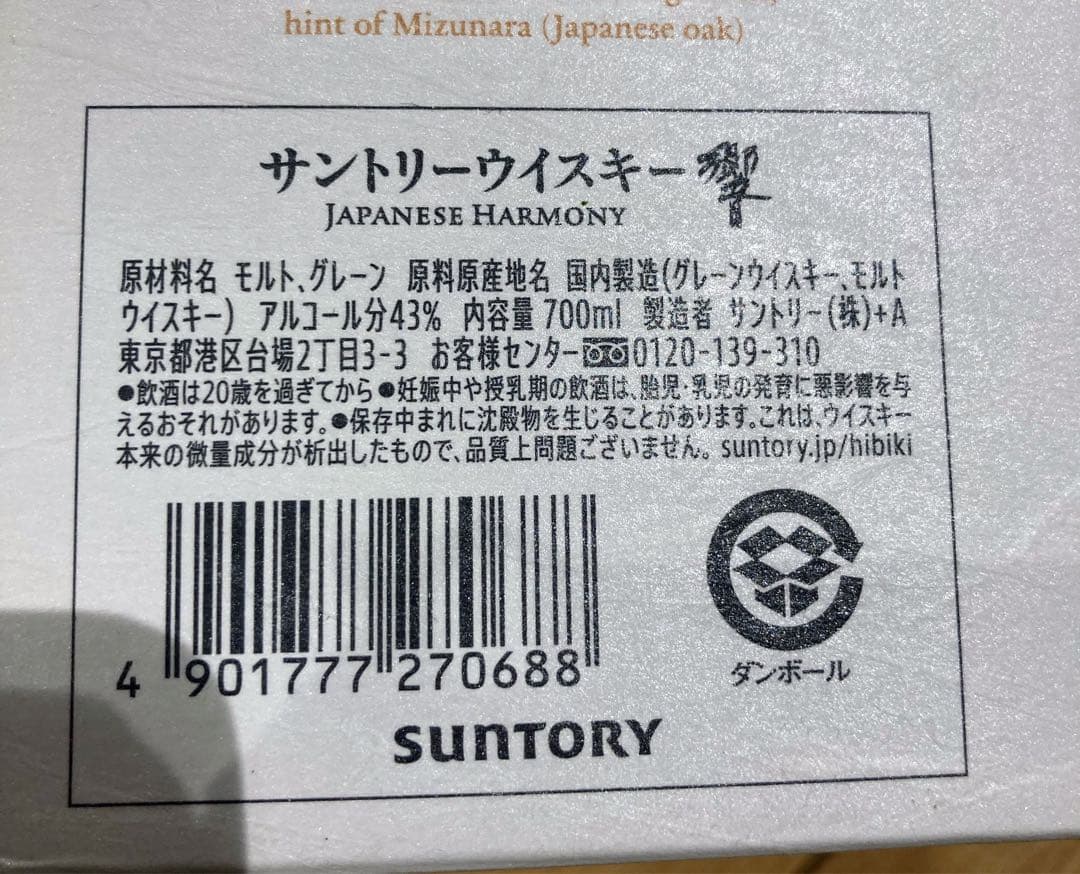 hint of Mizunara (Japanese oak)
サントリーウイスキー響
JAPANESE HARMONY
原材料名 モルト、グレーン 原料原産地名 国内製造(グレーンウイスキー、モルト
ウイスキー) アルコール分43% 内容量700ml 製造者 サントリー(株)+A
東京都港区台場2丁目3-3 お客様センター 0120-139-310
●飲酒は20歳を過ぎてから●妊娠中や授乳期の飲酒は、胎児・乳児の発育に悪影響を与
えるおそれがあります。●保存中まれに沈殿物を生じることがあります。これは、ウイスキー
本来の微量成分が析出したもので、品質上問題ございません。suntory.jp/hibiki
4 901777 270688
ダンボール
SUNTORY